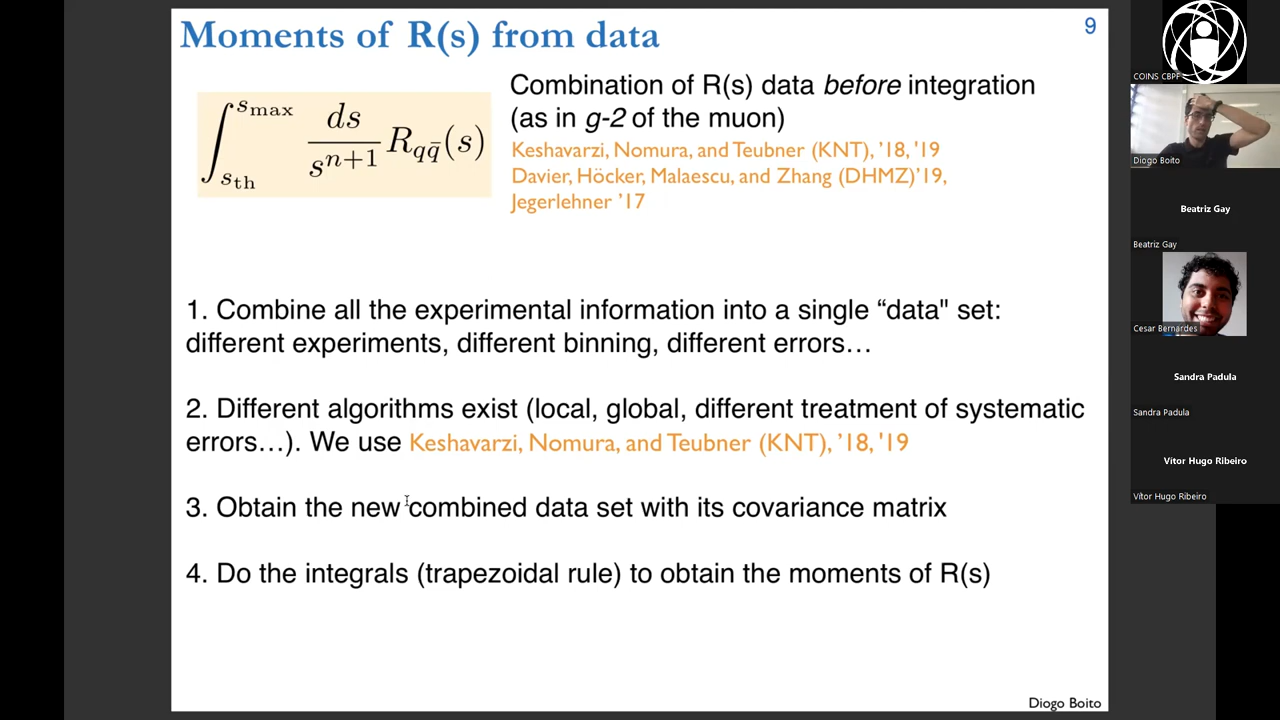 Moments of R(s) from data
9
∫_{s_th}^{s_max} ds/s^{n+1} R_{qq̄}(s)
Combination of R(s) data before integration
(as in g-2 of the muon)
Keshavarzi, Nomura, and Teubner (KNT), ’18, '19
Davier, Höcker, Malaescu, and Zhang (DHMZ)’19,
Jegerlehner ’17
1. Combine all the experimental information into a single “data" set:
different experiments, different binning, different errors…
2. Different algorithms exist (local, global, different treatment of systematic
errors…). We use Keshavarzi, Nomura, and Teubner (KNT), ’18, '19
3. Obtain the new combined data set with its covariance matrix
4. Do the integrals (trapezoidal rule) to obtain the moments of R(s)
Diogo Boito
COINS CBPF
Diogo Boito
Beatriz Gay
Beatriz Gay
Cesar Bernardes
Sandra Padula
Sandra Padula
Vítor Hugo Ribeiro
Vítor Hugo Ribeiro